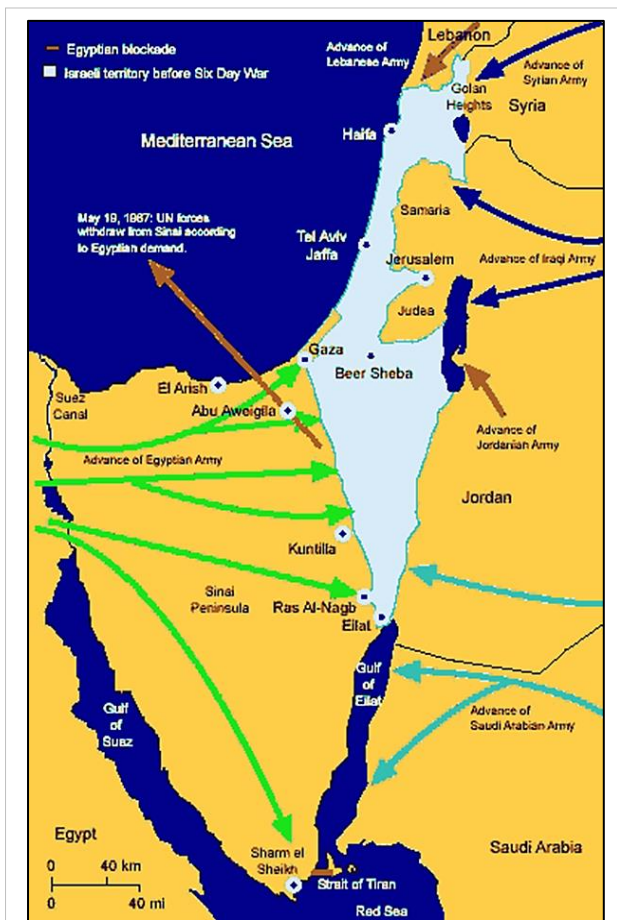 Egyptian blockade
Israeli territory before Six Day War
Lebanon
Advance of
Lebanese Army
Advance of
Syrian Army
Golan
Heights
Syria
Mediterranean Sea
Haifa
May 19, 1967: UN forces
withdraw from Sinai according
to Egyptian demand.
Samaria
Tel Aviv
Jaffa
Jerusalem
Advance of Iraqi Army
Judea
Gaza
Beer Sheba
Suez
Canal
El Arish
Abu Aweigila
Advance of
Jordanian Army
Advance of Egyptian Army
Jordan
Kuntilla
Sinai
Peninsula
Ras Al-Nagb
Eilat
Gulf
of
Suez
Gulf
of
Eilat
Advance of
Saudi Arabian Army
Egypt
Sharm el
Sheikh
Saudi Arabia
0 40 km
0 40 mi
Strait of Tiran
Red Sea